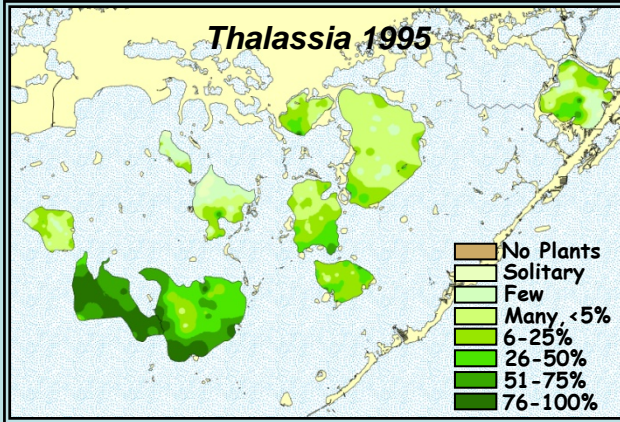 Thalassia 1995
No Plants
Solitary
Few
Many, <5%
6-25%
26-50%
51-75%
76-100%